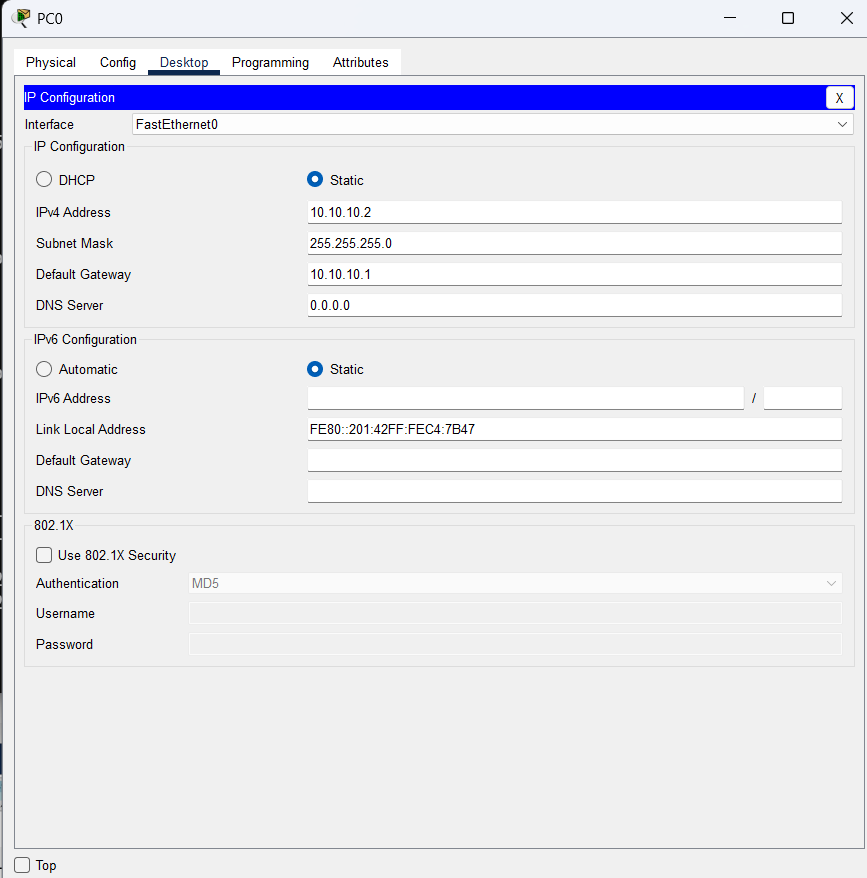 PC0
Physical Config Desktop Programming Attributes
IP Configuration X
Interface FastEthernet0
IP Configuration
DHCP Static
IPv4 Address 10.10.10.2
Subnet Mask 255.255.255.0
Default Gateway 10.10.10.1
DNS Server 0.0.0.0
IPv6 Configuration
Automatic Static
IPv6 Address /
Link Local Address FE80::201:42FF:FEC4:7B47
Default Gateway
DNS Server
802.1X
Use 802.1X Security
Authentication MD5
Username
Password
Top